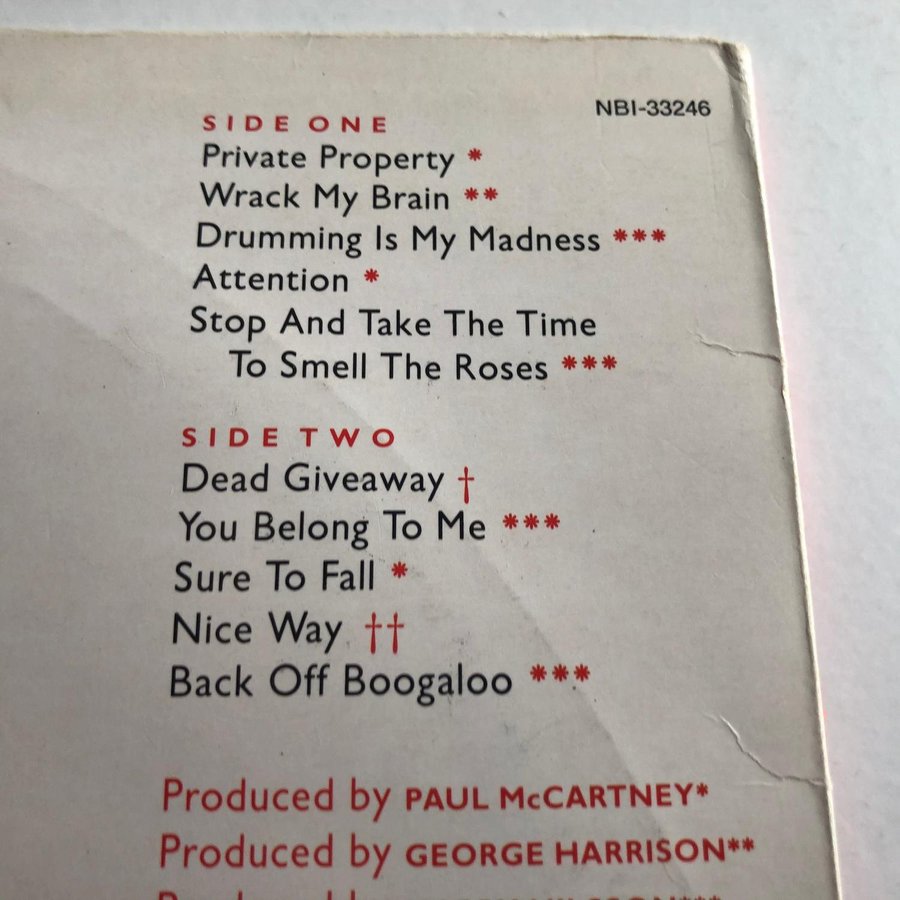 NBI-33246
SIDE ONE
Private Property *
Wrack My Brain **
Drumming Is My Madness ***
Attention *
Stop And Take The Time
To Smell The Roses ***
SIDE TWO
Dead Giveaway †
You Belong To Me ***
Sure To Fall *
Nice Way ††
Back Off Boogaloo ***
Produced by PAUL McCARTNEY*
Produced by GEORGE HARRISON**